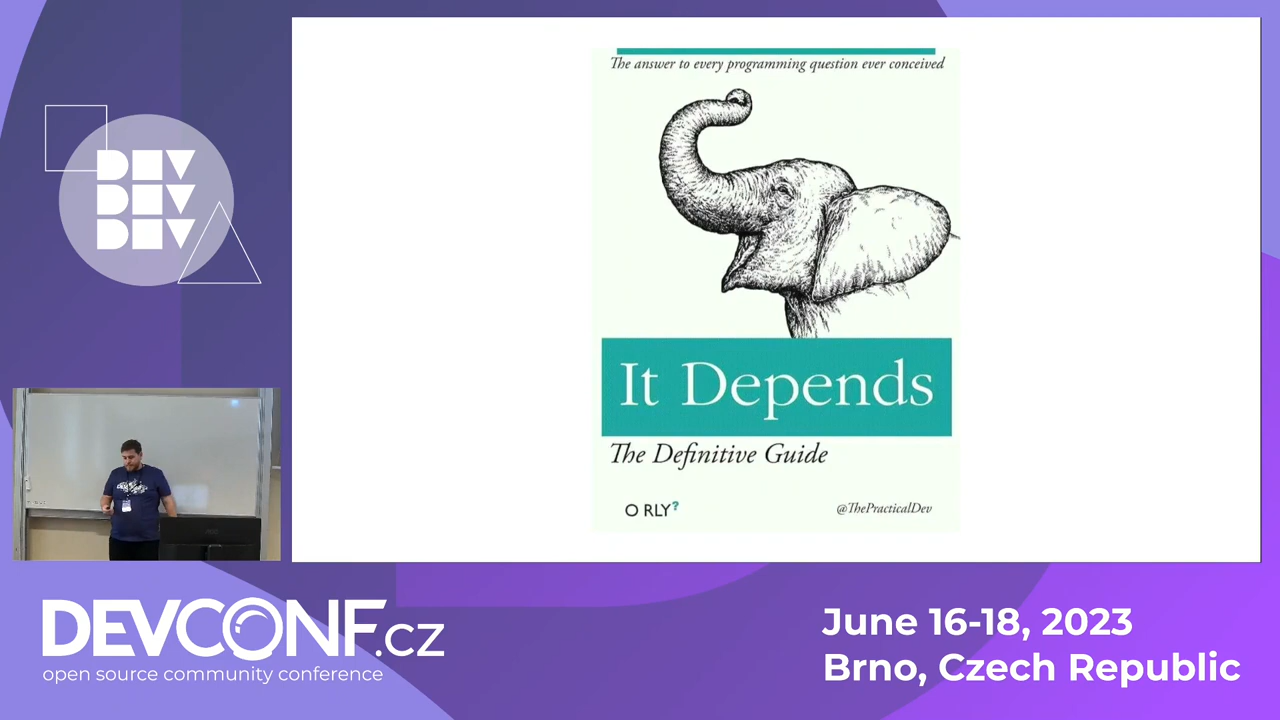 The answer to every programming question ever conceived
It Depends
The Definitive Guide
O RLY?
@ThePracticalDev
DEV
DEV
DEV
DEVCONF.cz
open source community conference
June 16-18, 2023
Brno, Czech Republic